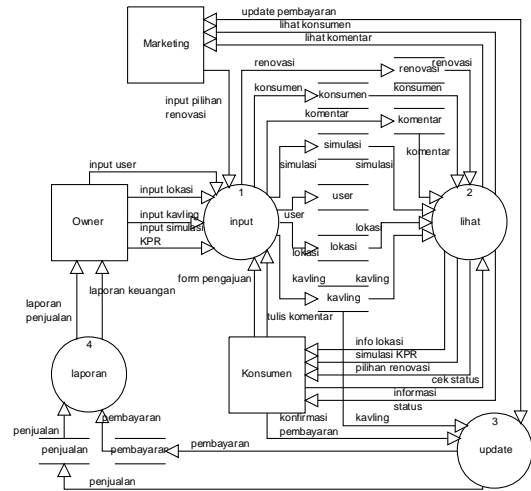 update pembayaran
lihat konsumen
lihat komentar
Marketing
renovasi
renovasi
renovasi
konsumen
konsumen
konsumen
input pilihan
renovasi
komentar
komentar
komentar
simulasi
simulasi
simulasi
input user
1
input
2
lihat
Owner
input lokasi
input kavling
input simulasi
KPR
user
user
lokasi
lokasi
lokasi
kavling
kavling
kavling
form pengajuan
tulis komentar
laporan
penjualan
laporan keuangan
4
laporan
Konsumen
info lokasi
simulasi KPR
pilihan renovasi
cek status
informasi
status
konfirmasi
pembayaran
kavling
3
update
penjualan
pembayaran
penjualan
pembayaran
pembayaran
penjualan